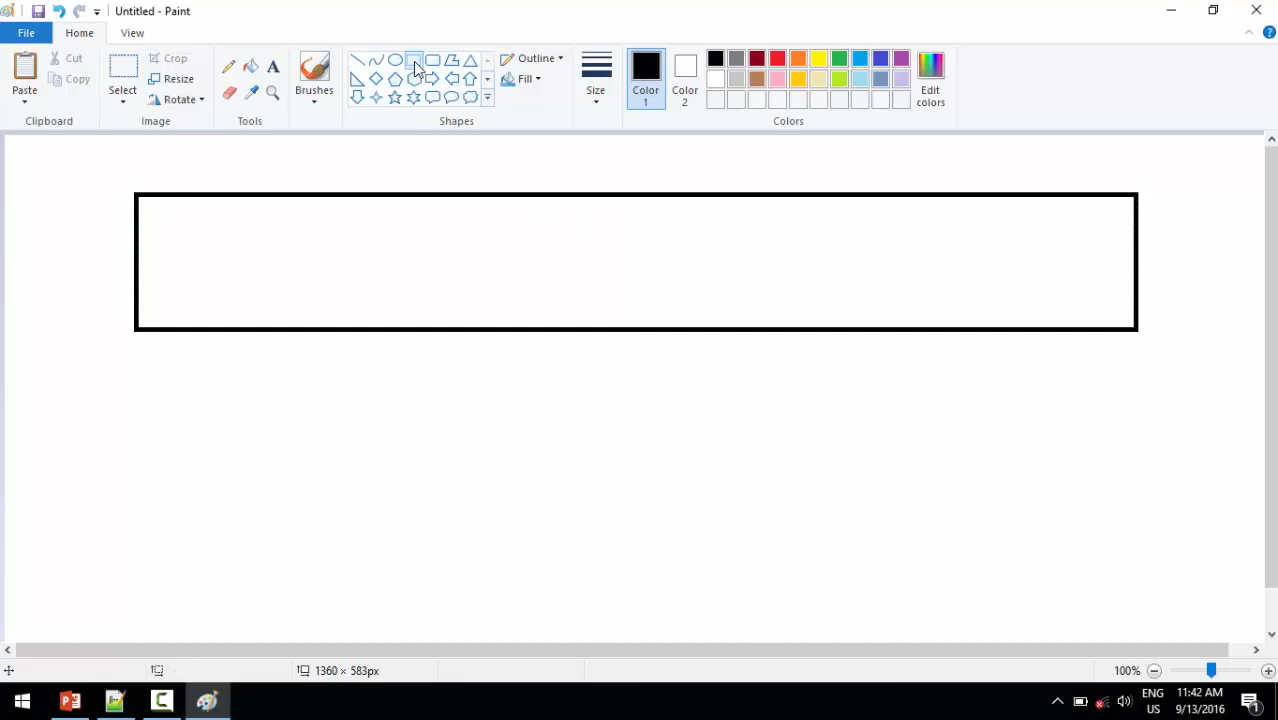 Untitled - Paint
File
Home
View
Paste
Cut
Copy
Clipboard
Select
Crop
Resize
Rotate
Image
A
Tools
Brushes
Shapes
Outline
Fill
Size
Color 1
Color 2
Edit colors
Colors
1360 × 583px
100%
ENG
US
11:42 AM
9/13/2016